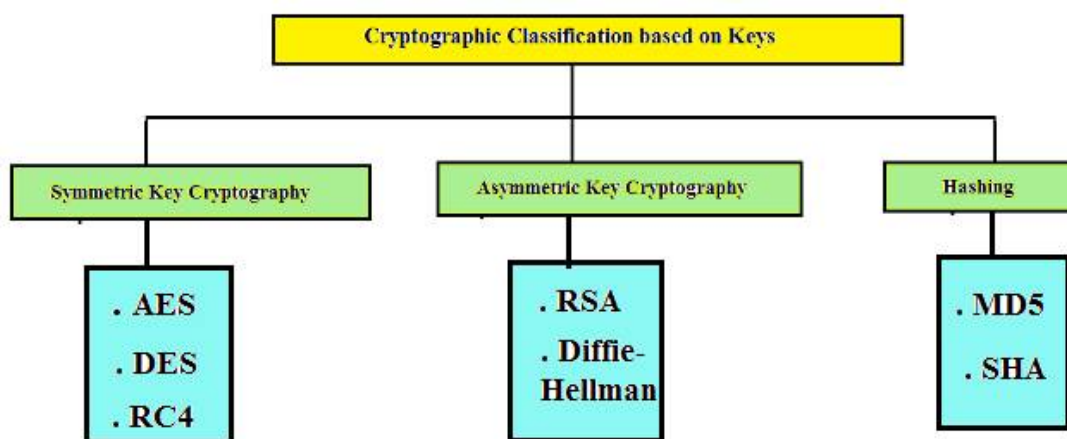 Cryptographic Classification based on Keys
Symmetric Key Cryptography
Asymmetric Key Cryptography
Hashing
. AES
. DES
. RC4
. RSA
. Diffie-
Hellman
. MD5
. SHA